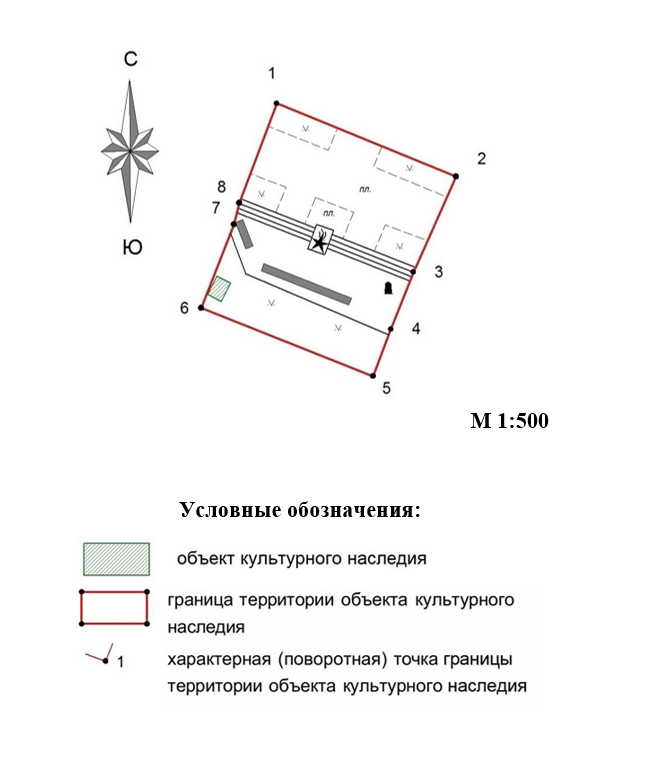 С
1
2
пл.
8
пл.
7
Ю
3
6
4
5
М 1:500
Условные обозначения:
объект культурного наследия
граница территории объекта культурного
наследия
1 характерная (поворотная) точка границы
территории объекта культурного наследия